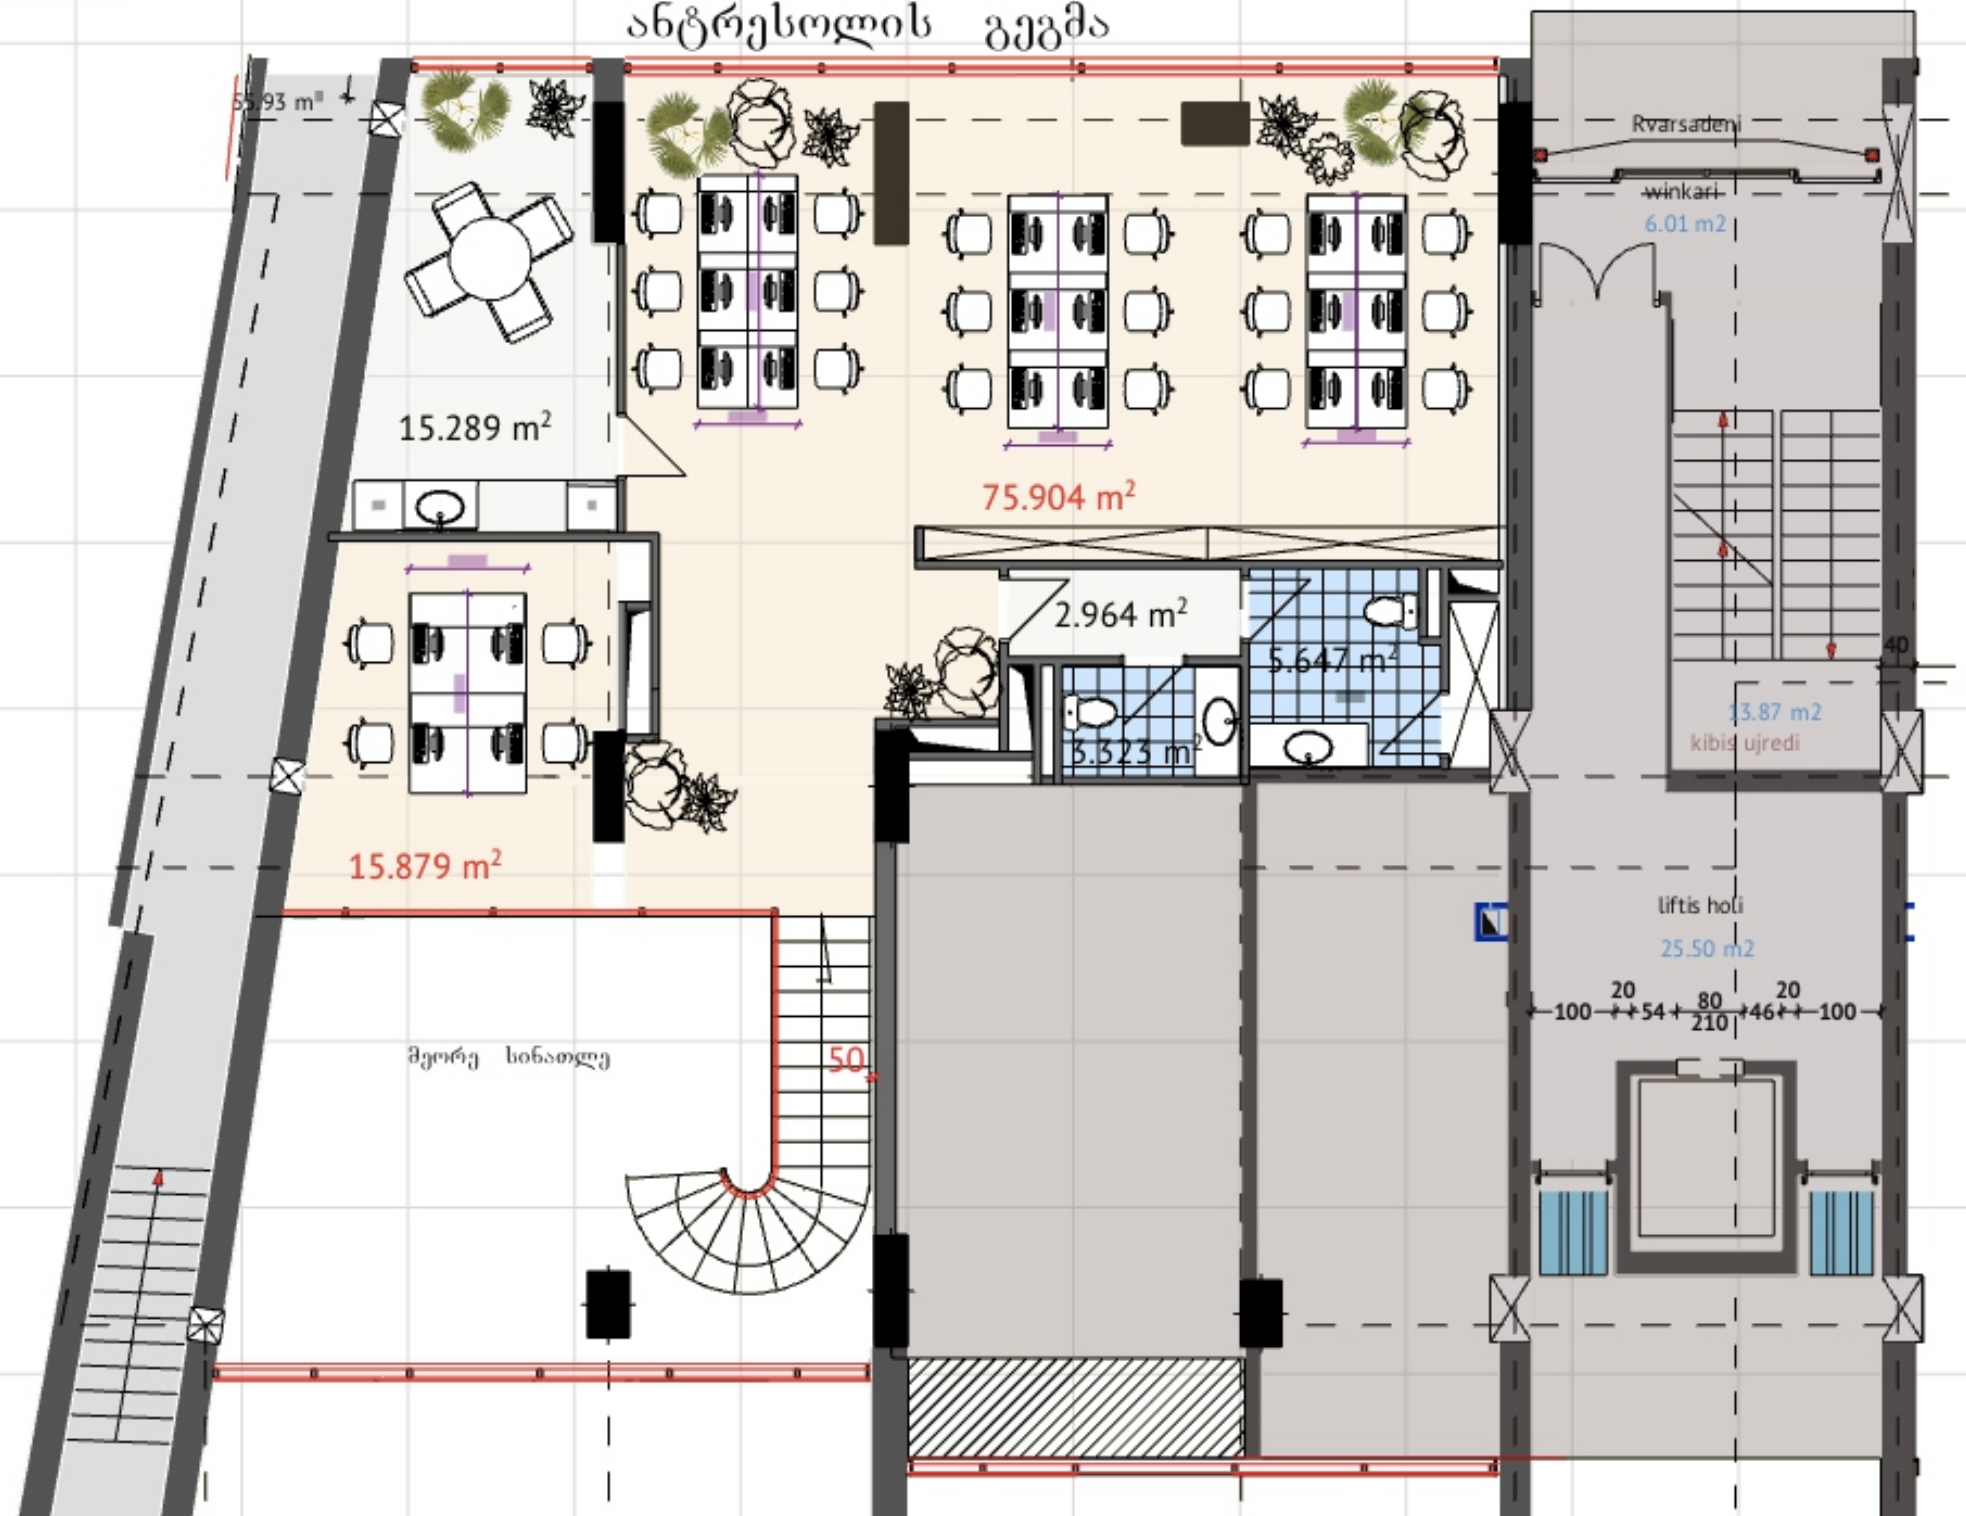 ანტრესოლის გეგმა
55.93 m²
Rvarsadeni
winkari
6.01 m2
15.289 m²
75.904 m²
2.964 m²
5.647 m²
40
13.87 m2
3.323 m²
kibis ujredi
15.879 m²
liftis holi
25.50 m2
20 20
100 54 80 46 100
210
მეორე სინათლე
50